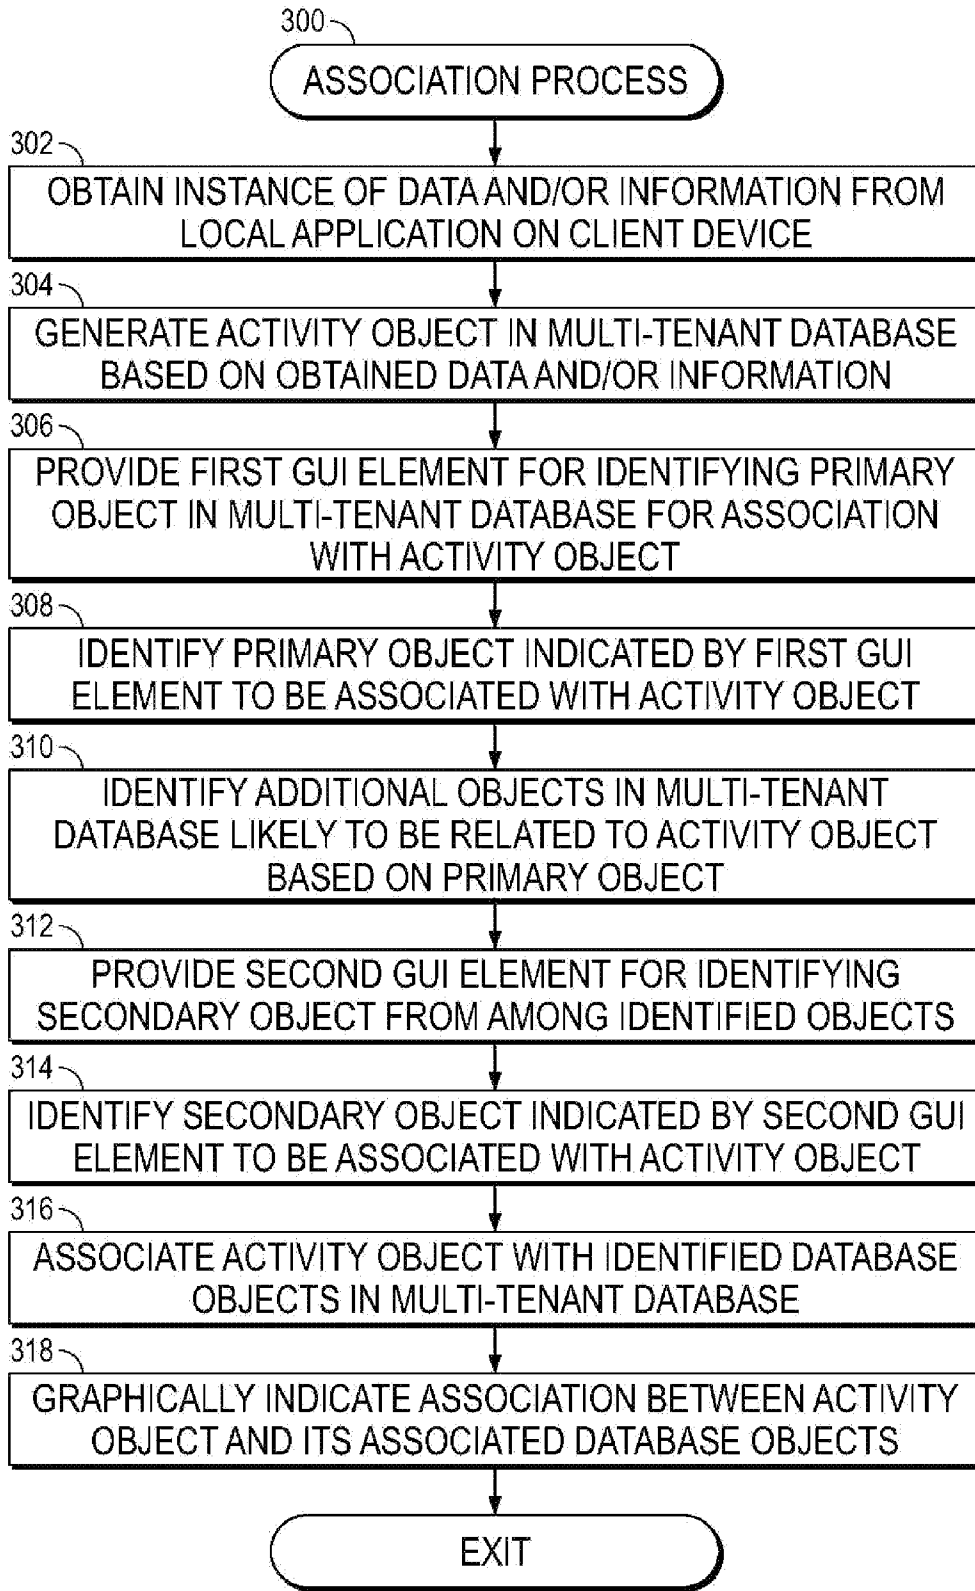 300
ASSOCIATION PROCESS
302
OBTAIN INSTANCE OF DATA AND/OR INFORMATION FROM
LOCAL APPLICATION ON CLIENT DEVICE
304
GENERATE ACTIVITY OBJECT IN MULTI-TENANT DATABASE
BASED ON OBTAINED DATA AND/OR INFORMATION
306
PROVIDE FIRST GUI ELEMENT FOR IDENTIFYING PRIMARY
OBJECT IN MULTI-TENANT DATABASE FOR ASSOCIATION
WITH ACTIVITY OBJECT
308
IDENTIFY PRIMARY OBJECT INDICATED BY FIRST GUI
ELEMENT TO BE ASSOCIATED WITH ACTIVITY OBJECT
310
IDENTIFY ADDITIONAL OBJECTS IN MULTI-TENANT
DATABASE LIKELY TO BE RELATED TO ACTIVITY OBJECT
BASED ON PRIMARY OBJECT
312
PROVIDE SECOND GUI ELEMENT FOR IDENTIFYING
SECONDARY OBJECT FROM AMONG IDENTIFIED OBJECTS
314
IDENTIFY SECONDARY OBJECT INDICATED BY SECOND GUI
ELEMENT TO BE ASSOCIATED WITH ACTIVITY OBJECT
316
ASSOCIATE ACTIVITY OBJECT WITH IDENTIFIED DATABASE
OBJECTS IN MULTI-TENANT DATABASE
318
GRAPHICALLY INDICATE ASSOCIATION BETWEEN ACTIVITY
OBJECT AND ITS ASSOCIATED DATABASE OBJECTS
EXIT